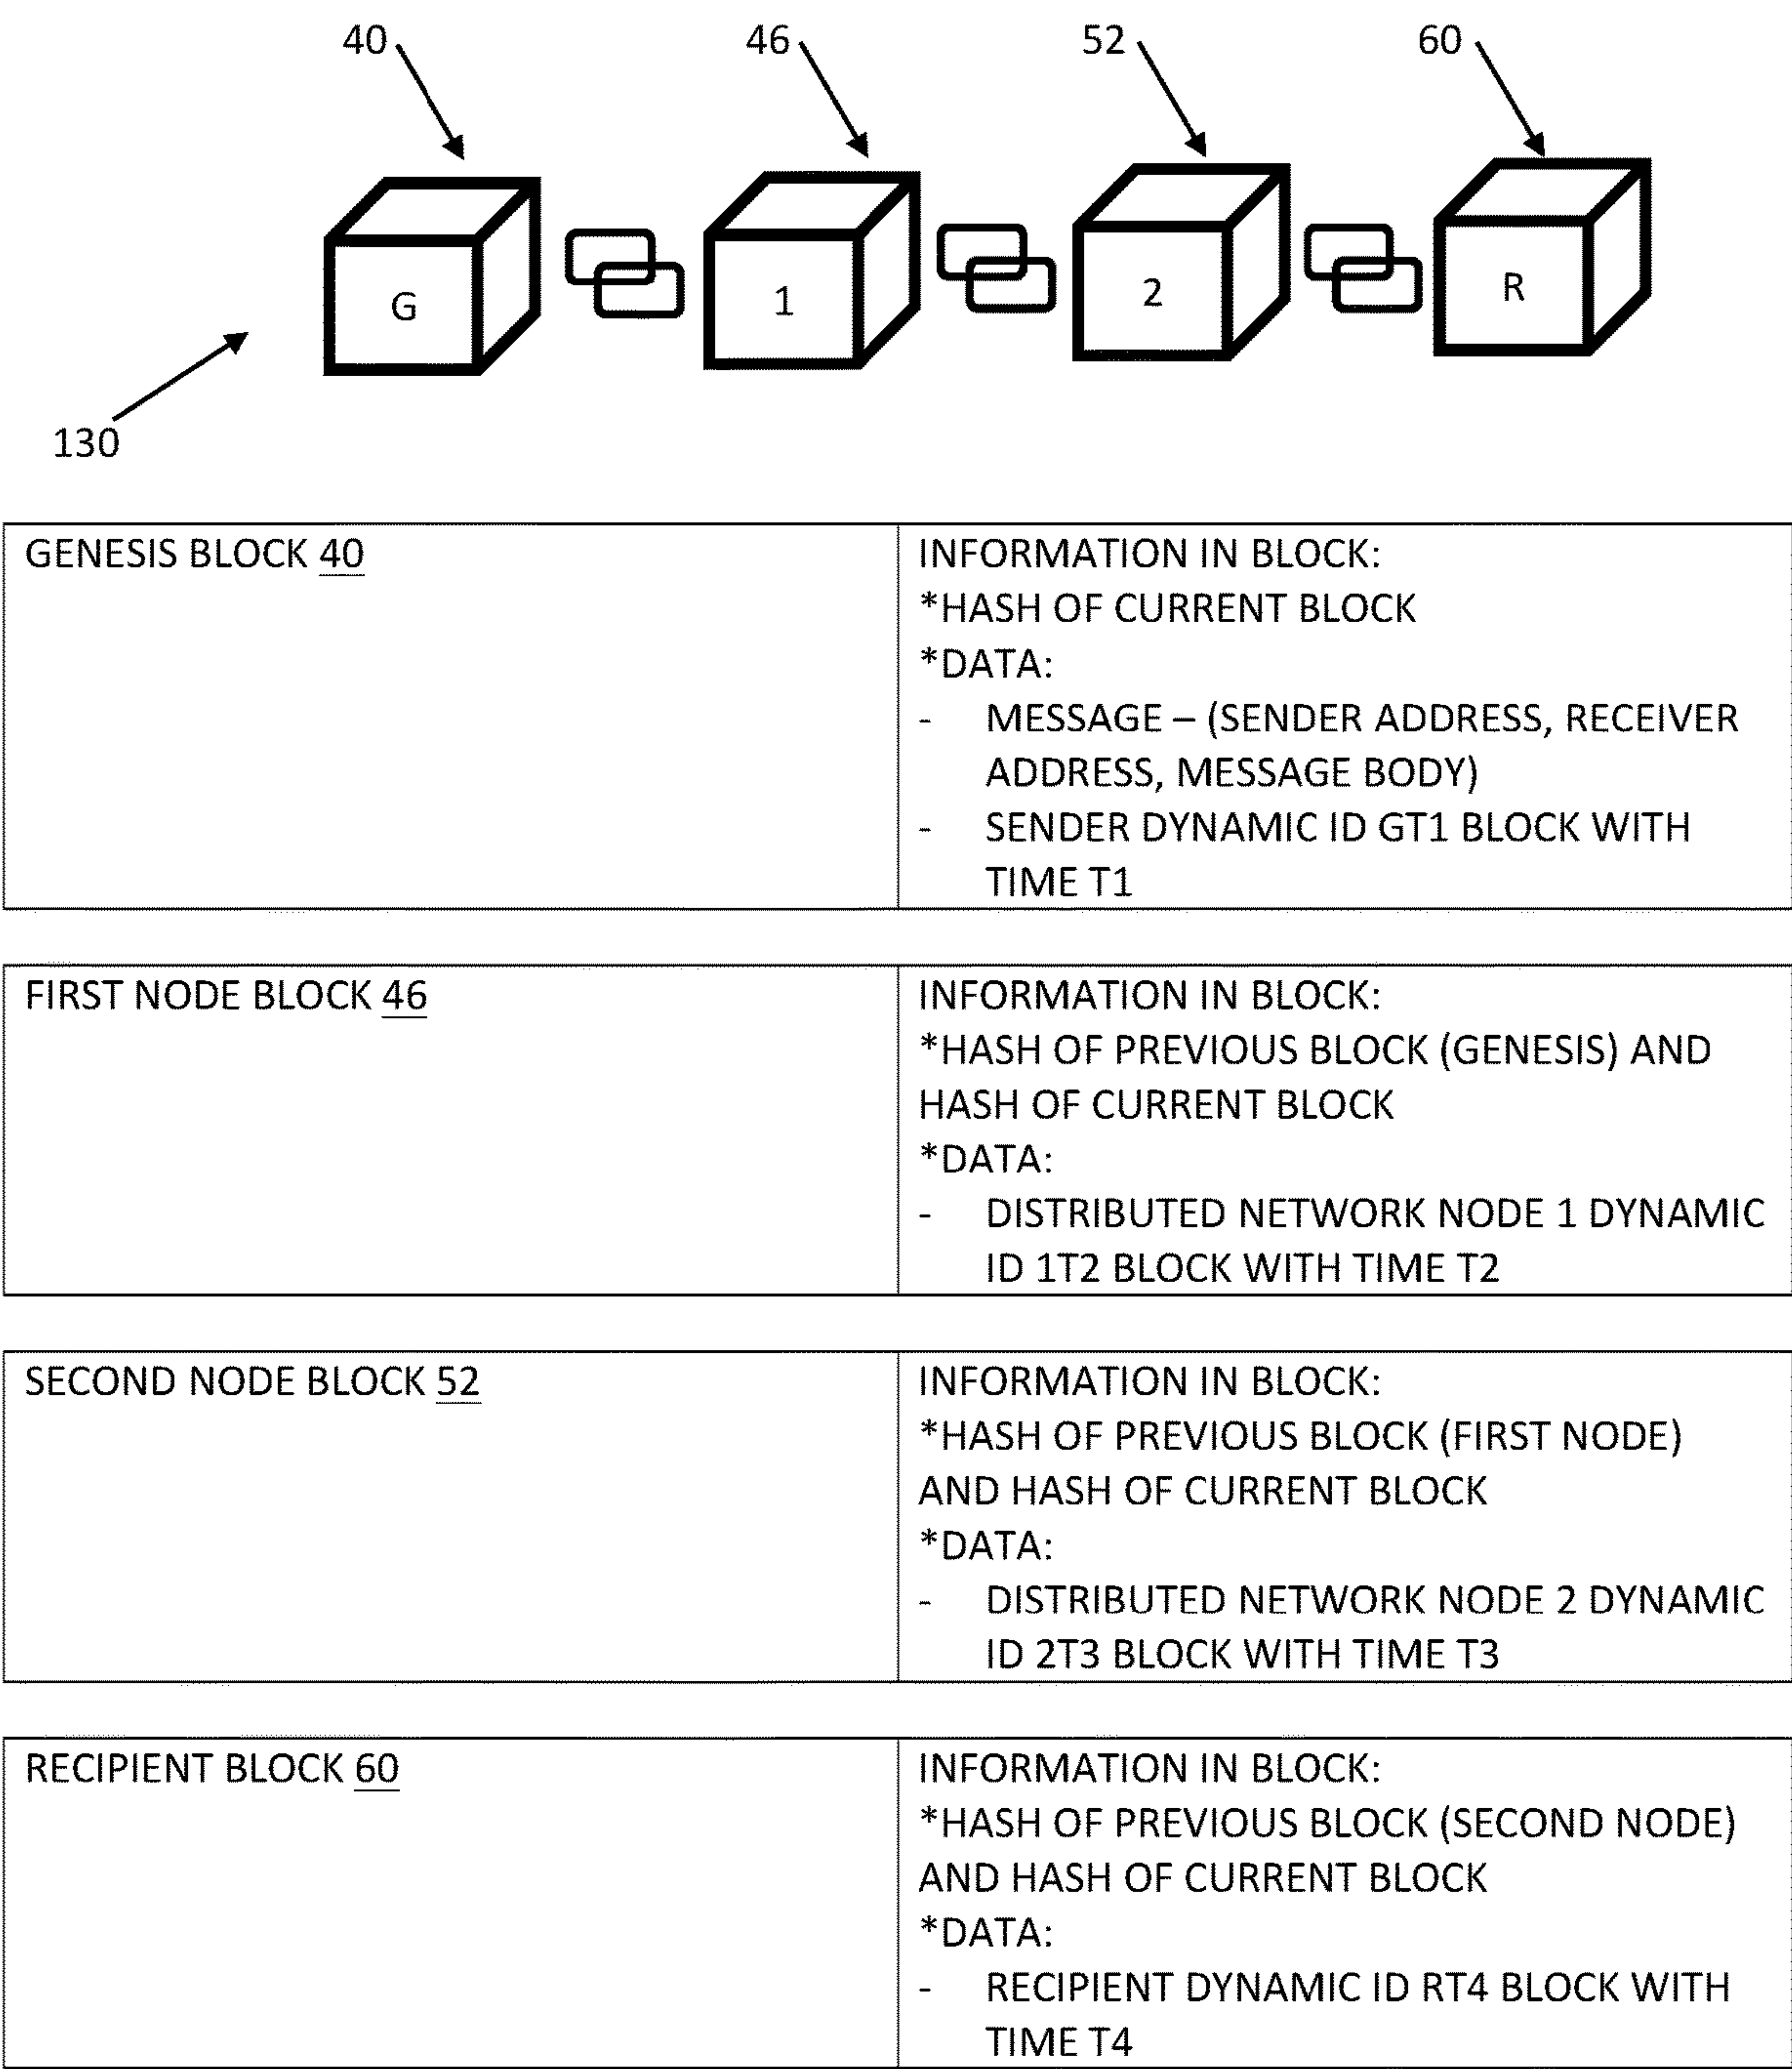 40 46 52 60
G 1 2 R
130
GENESIS BLOCK 40
INFORMATION IN BLOCK:
*HASH OF CURRENT BLOCK
*DATA:
- MESSAGE – (SENDER ADDRESS, RECEIVER
ADDRESS, MESSAGE BODY)
- SENDER DYNAMIC ID GT1 BLOCK WITH
TIME T1
FIRST NODE BLOCK 46
INFORMATION IN BLOCK:
*HASH OF PREVIOUS BLOCK (GENESIS) AND
HASH OF CURRENT BLOCK
*DATA:
- DISTRIBUTED NETWORK NODE 1 DYNAMIC
ID 1T2 BLOCK WITH TIME T2
SECOND NODE BLOCK 52
INFORMATION IN BLOCK:
*HASH OF PREVIOUS BLOCK (FIRST NODE)
AND HASH OF CURRENT BLOCK
*DATA:
- DISTRIBUTED NETWORK NODE 2 DYNAMIC
ID 2T3 BLOCK WITH TIME T3
RECIPIENT BLOCK 60
INFORMATION IN BLOCK:
*HASH OF PREVIOUS BLOCK (SECOND NODE)
AND HASH OF CURRENT BLOCK
*DATA:
- RECIPIENT DYNAMIC ID RT4 BLOCK WITH
TIME T4